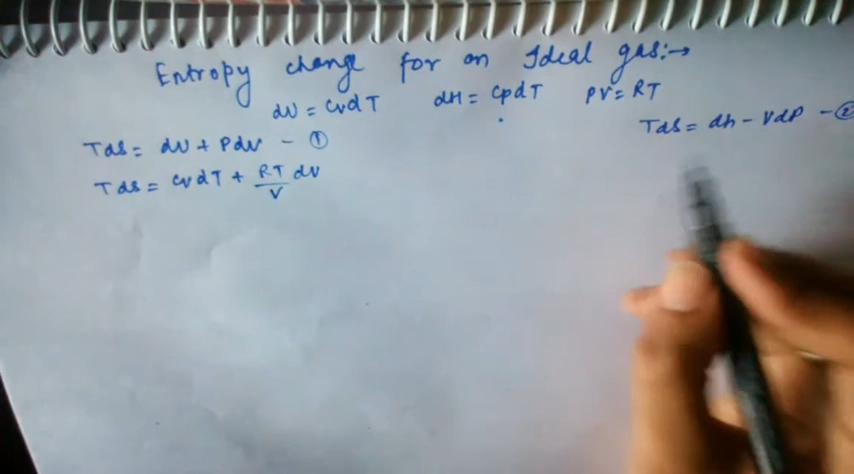 Entropy change for an Ideal gas:→
dU = CvdT dH = CpdT PV = RT
Tds = dU + PdV - ①
Tds = dh - VdP - ②
Tds = CvdT + RT/V dV